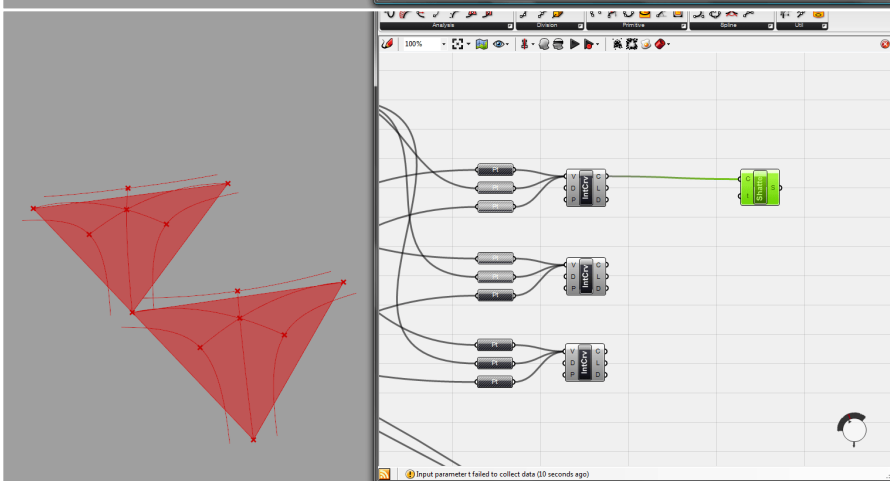 Analysis Division Primitive Spline Util
100%
Pt
V C
Pt D IntCrv L
Pt P D
C
Shatter S
t
Pt
V C
Pt D IntCrv L
Pt P D
Pt
V C
Pt D IntCrv L
Pt P D
Input parameter t failed to collect data (10 seconds ago)